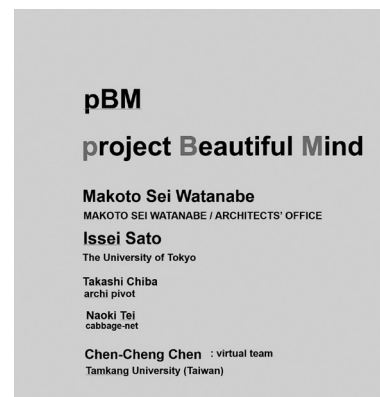 pBM
project Beautiful Mind
Makoto Sei Watanabe
MAKOTO SEI WATANABE / ARCHITECTS' OFFICE
Issei Sato
The University of Tokyo
Takashi Chiba
archi pivot
Naoki Tei
cabbage-net
Chen-Cheng Chen : virtual team
Tamkang University (Taiwan)